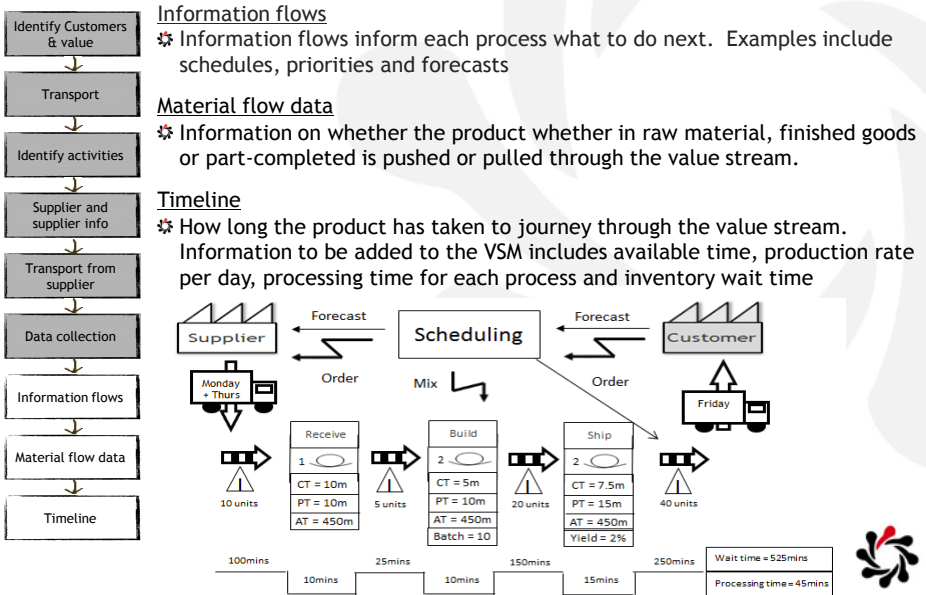 Identify Customers
& value
Transport
Identify activities
Supplier and
supplier info
Transport from
supplier
Data collection
Information flows
Material flow data
Timeline
Information flows
Information flows inform each process what to do next. Examples include
schedules, priorities and forecasts
Material flow data
Information on whether the product whether in raw material, finished goods
or part-completed is pushed or pulled through the value stream.
Timeline
How long the product has taken to journey through the value stream.
Information to be added to the VSM includes available time, production rate
per day, processing time for each process and inventory wait time
Supplier
Forecast
Order
Scheduling
Forecast
Order
Customer
Monday
+ Thurs
Mix
Friday
I
10 units
Receive
1
CT = 10m
PT = 10m
AT = 450m
I
5 units
Build
2
CT = 5m
PT = 10m
AT = 450m
Batch = 10
I
20 units
Ship
2
CT = 7.5m
PT = 15m
AT = 450m
Yield = 2%
I
40 units
100mins
10mins
25mins
10mins
150mins
15mins
250mins
Wait time = 525mins
Processing time = 45mins